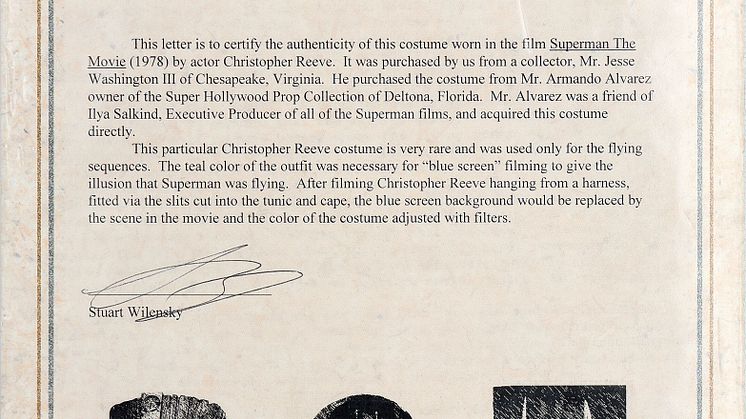 This letter is to certify the authenticity of this costume worn in the film Superman The
Movie (1978) by actor Christopher Reeve. It was purchased by us from a collector, Mr. Jesse
Washington III of Chesapeake, Virginia. He purchased the costume from Mr. Armando Alvarez
owner of the Super Hollywood Prop Collection of Deltona, Florida. Mr. Alvarez was a friend of
Ilya Salkind, Executive Producer of all of the Superman films, and acquired this costume
directly.
This particular Christopher Reeve costume is very rare and was used only for the flying
sequences. The teal color of the outfit was necessary for “blue screen” filming to give the
illusion that Superman was flying. After filming Christopher Reeve hanging from a harness,
fitted via the slits cut into the tunic and cape, the blue screen background would be replaced by
the scene in the movie and the color of the costume adjusted with filters.
Stuart Wilensky